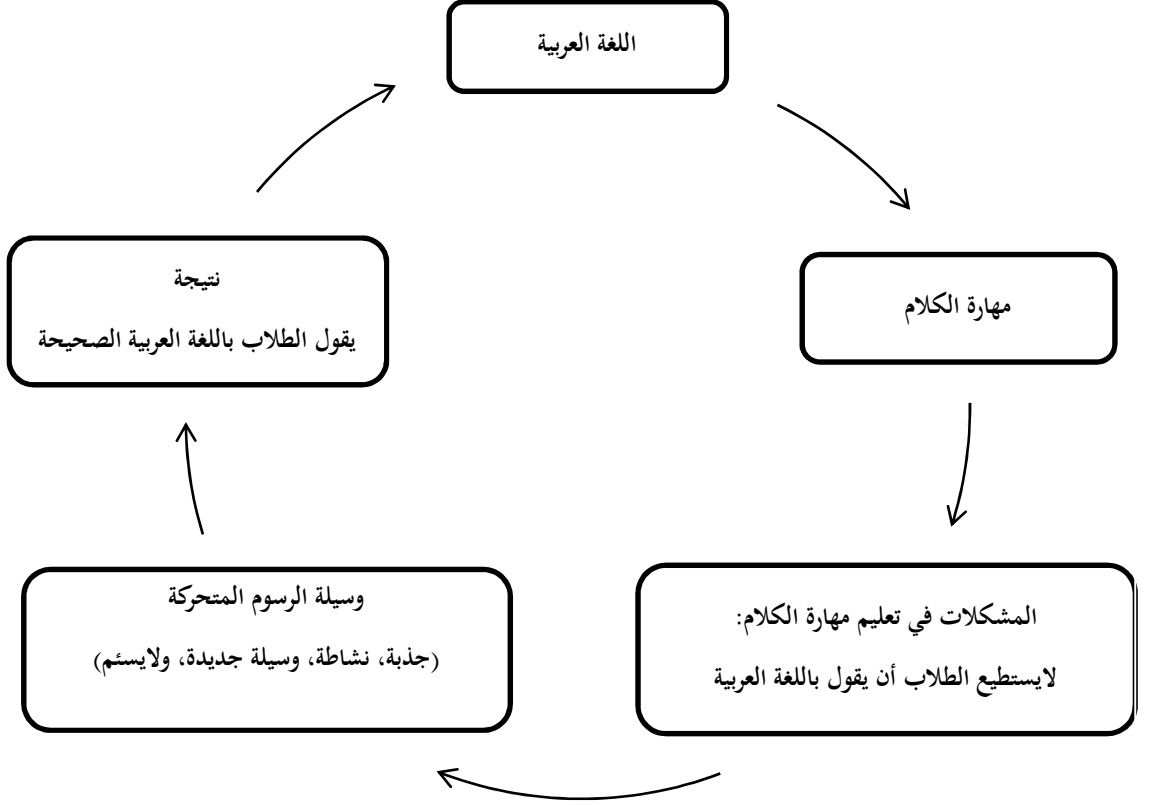 اللغة العربية
مهارة الكلام
المشكلات في تعليم مهارة الكلام:
لايستطيع الطلاب أن يقول باللغة العربية
وسيلة الرسوم المتحركة
(جذبة، نشاطة، وسيلة جديدة، ولايسئم)
نتيجة
يقول الطلاب باللغة العربية الصحيحة